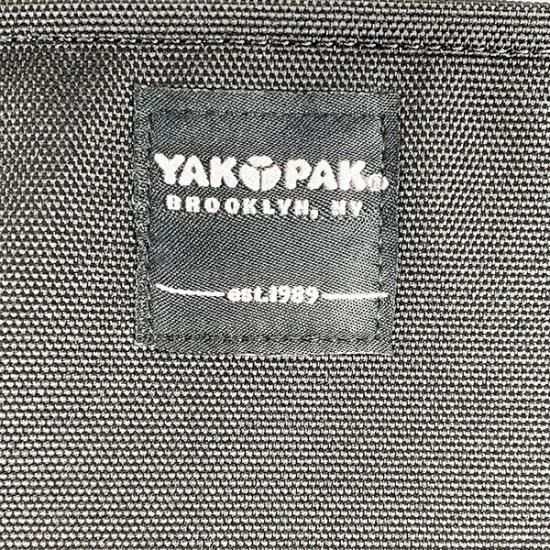 YAK PAK®
BROOKLYN, NY
est.1989